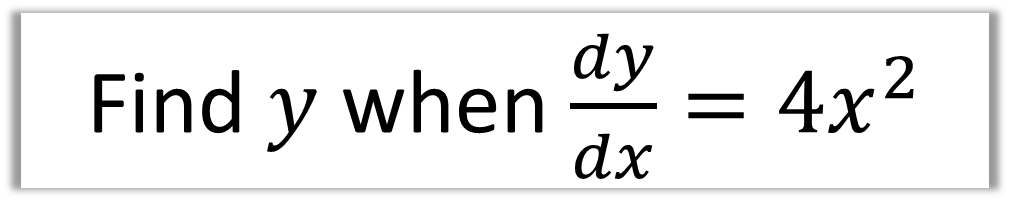 Find y when dy/dx = 4x²